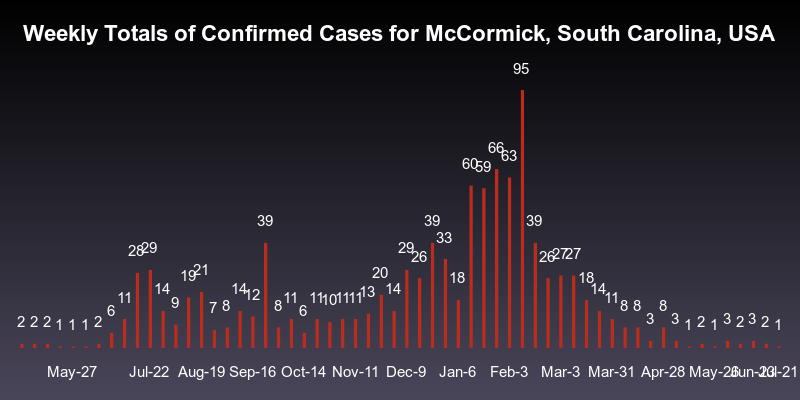 Weekly Totals of Confirmed Cases for McCormick, South Carolina, USA
2 2 2 1 1 1 2 6 11 28 29 14 9 19 21 7 8 14 12 39 8 11 6 11 10 11 11 13 20 14 29 26 39 33 18 60 59 66 63 95 39 26 27 27 18 14 11 8 8 3 8 3 1 2 1 3 2 3 2 1
May-27 Jul-22 Aug-19 Sep-16 Oct-14 Nov-11 Dec-9 Jan-6 Feb-3 Mar-3 Mar-31 Apr-28 May-26 Jun-23 Jul-21